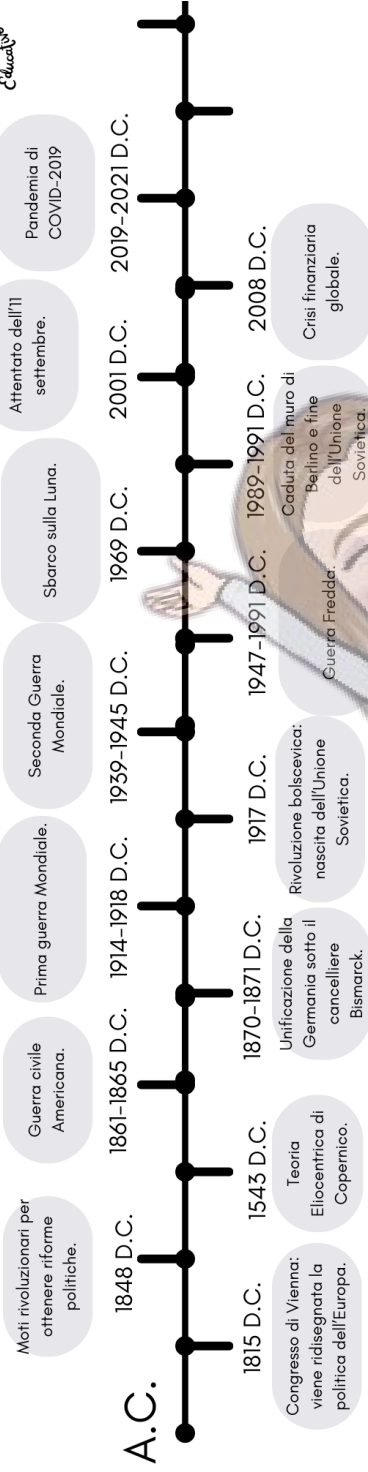 Educativo
A.C.
1815 D.C.
Congresso di Vienna:
viene ridisegnata la
politica dell'Europa.
1848 D.C.
Moti rivoluzionari per
ottenere riforme
politiche.
1543 D.C.
Teoria
Eliocentrica di
Copernico.
1861-1865 D.C.
Guerra civile
Americana.
1870-1871 D.C.
Unificazione della
Germania sotto il
cancelliere
Bismarck.
1914-1918 D.C.
Prima guerra Mondiale.
1917 D.C.
Rivoluzione bolscevica:
nascita dell'Unione
Sovietica.
1939-1945 D.C.
Seconda Guerra
Mondiale.
1947-1991 D.C.
Guerra Fredda.
1969 D.C.
Sbarco sulla Luna.
1989-1991 D.C.
Caduta del muro di
Berlino e fine
dell'Unione
Sovietica.
2001 D.C.
Attentato dell'11
settembre.
2008 D.C.
Crisi finanziaria
globale.
2019-2021 D.C.
Pandemia di
COVID-2019